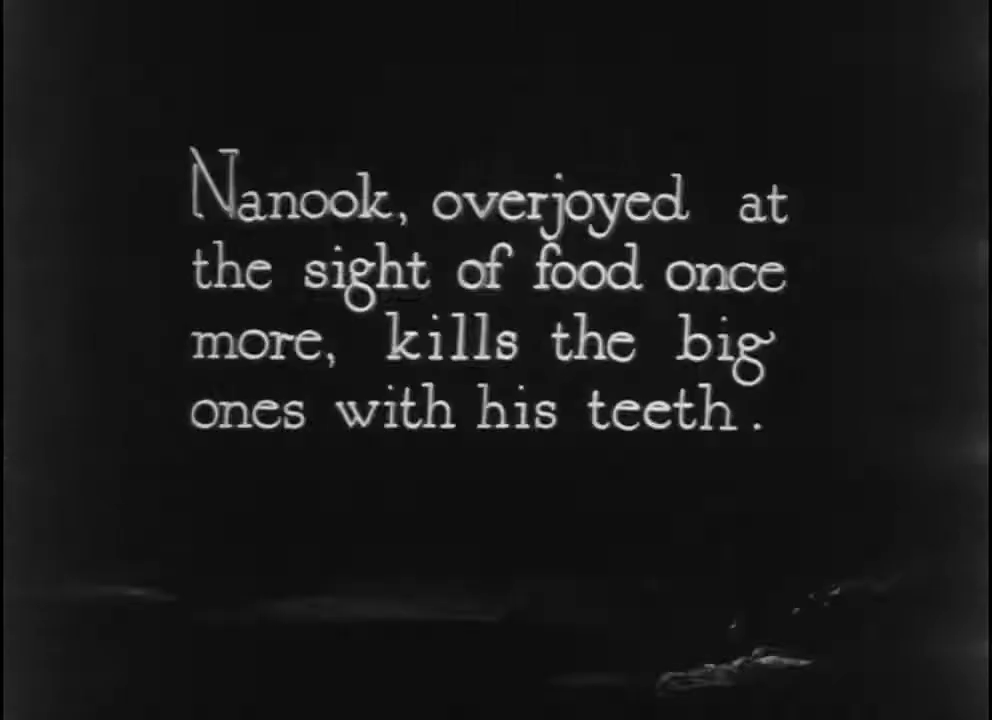 Nanook, overjoyed at
the sight of food once
more, kills the big
ones with his teeth.